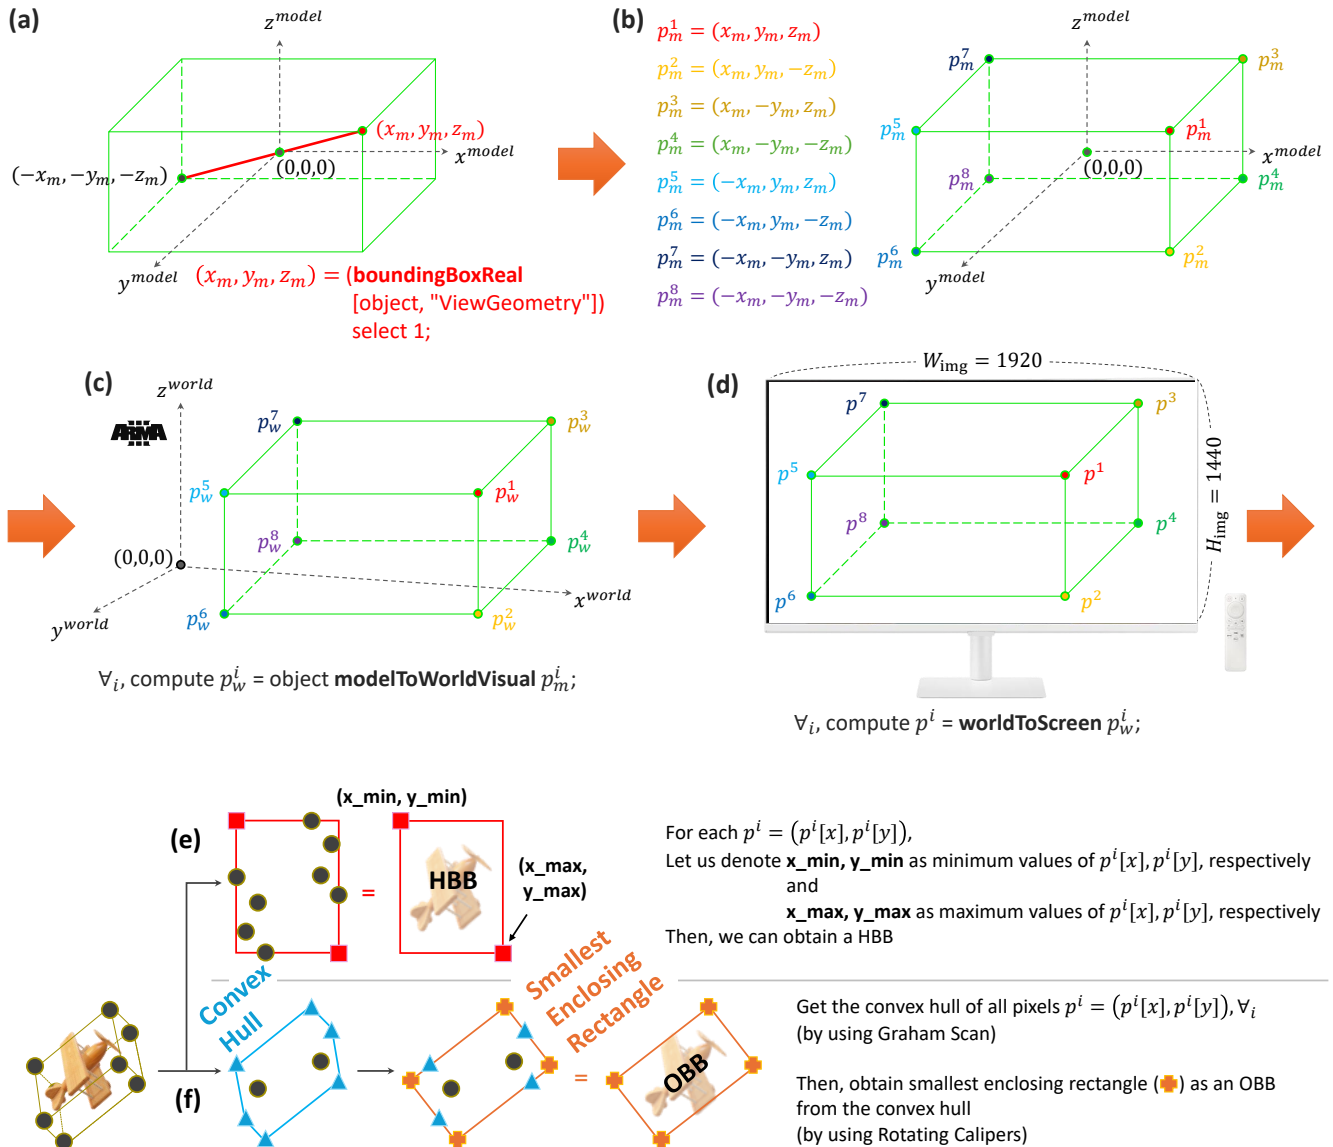 (a)
z^{model}
(x_m, y_m, z_m)
x^{model}
(−x_m, −y_m, −z_m)
(0,0,0)
y^{model}
(x_m, y_m, z_m) = (boundingBoxReal
[object, "ViewGeometry"])
select 1;
(b)
p_m^1 = (x_m, y_m, z_m)
p_m^2 = (x_m, y_m, −z_m)
p_m^3 = (x_m, −y_m, z_m)
p_m^4 = (x_m, −y_m, −z_m)
p_m^5 = (−x_m, y_m, z_m)
p_m^6 = (−x_m, y_m, −z_m)
p_m^7 = (−x_m, −y_m, z_m)
p_m^8 = (−x_m, −y_m, −z_m)
z^{model}
p_m^7
p_m^3
p_m^5
p_m^1
x^{model}
(0,0,0)
p_m^8
p_m^4
p_m^6
p_m^2
y^{model}
(c)
z^{world}
ARMA
p_w^7
p_w^3
p_w^5
p_w^1
p_w^8
p_w^4
(0,0,0)
x^{world}
p_w^6
p_w^2
y^{world}
∀_i, compute p_w^i = object modelToWorldVisual p_m^i;
(d)
W_{img} = 1920
H_{img} = 1440
p^7
p^3
p^5
p^1
p^8
p^4
p^6
p^2
∀_i, compute p^i = worldToScreen p_w^i;
(e)
(x_min, y_min)
=
HBB
(x_max,
y_max)
For each p^i = (p^i[x], p^i[y]),
Let us denote x_min, y_min as minimum values of p^i[x], p^i[y], respectively
and
x_max, y_max as maximum values of p^i[x], p^i[y], respectively
Then, we can obtain a HBB
(f)
Convex
Hull
Smallest
Enclosing
Rectangle
=
OBB
Get the convex hull of all pixels p^i = (p^i[x], p^i[y]), ∀_i
(by using Graham Scan)
Then, obtain smallest enclosing rectangle ( ) as an OBB
from the convex hull
(by using Rotating Calipers)